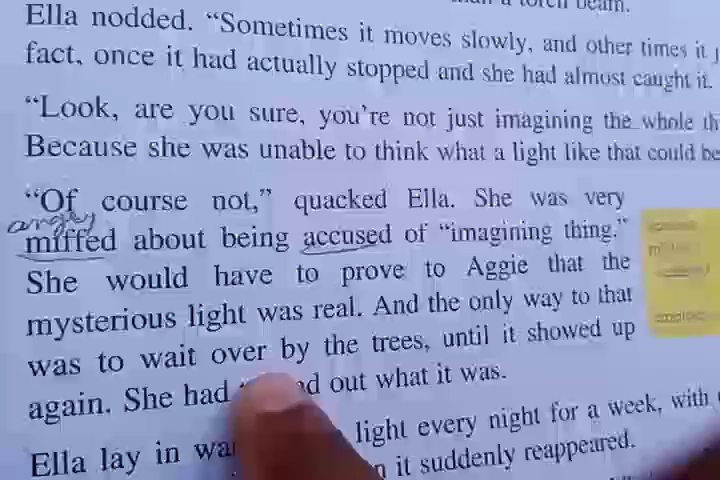 a torch beam.
Ella nodded. “Sometimes it moves slowly, and other times it
fact, once it had actually stopped and she had almost caught it.
“Look, are you sure, you’re not just imagining the whole
Because she was unable to think what a light like that could be
“Of course not,” quacked Ella. She was very
angry
miffed about being accused of “imagining thing.”
She would have to prove to Aggie that the
mysterious light was real. And the only way to that
was to wait over by the trees, until it showed up
again. She had out what it was.
Ella lay in light every night for a week, with
it suddenly reappeared.